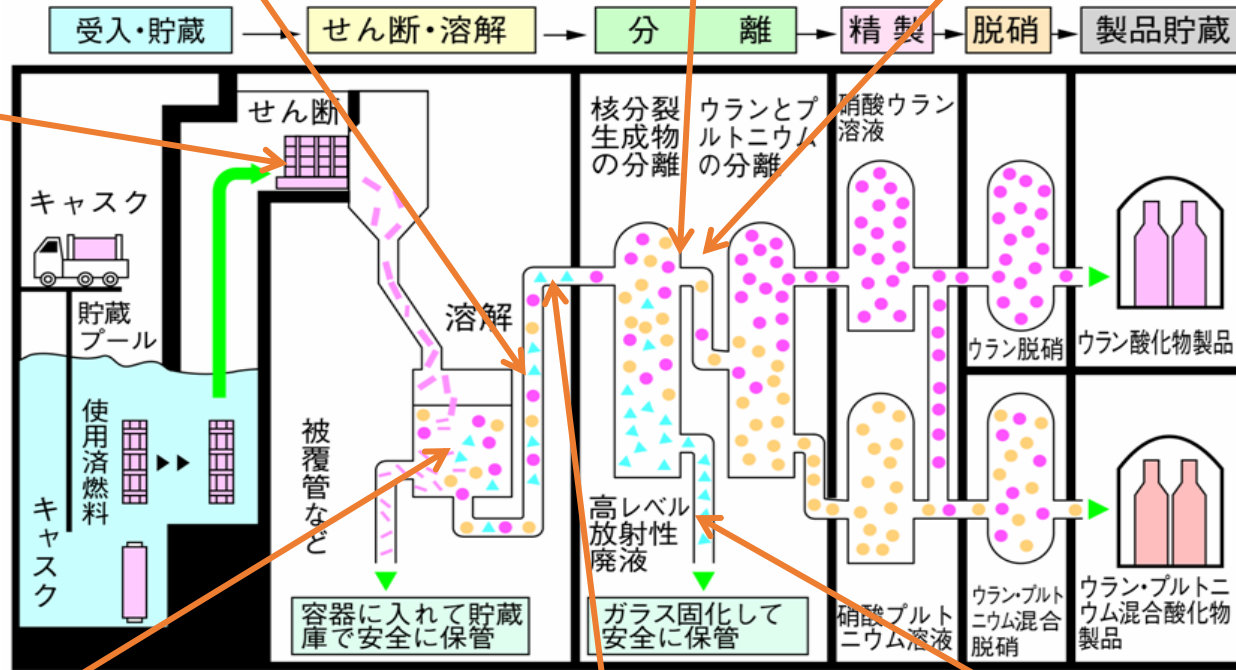 受入・貯蔵
せん断・溶解
分離
精製
脱硝
製品貯蔵
せん断
キャスク
貯蔵
プール
使用済燃料
キャスク
溶解
被覆管など
容器に入れて貯蔵
庫で安全に保管
核分裂
生成物
の分離
ウランとプ
ルトニウム
の分離
高レベル
放射性
廃液
ガラス固化して
安全に保管
硝酸ウラン
溶液
硝酸プルト
ニウム溶液
ウラン脱硝
ウラン・プルト
ニウム混合
脱硝
ウラン酸化物製品
ウラン・プルトニ
ウム混合酸化物
製品